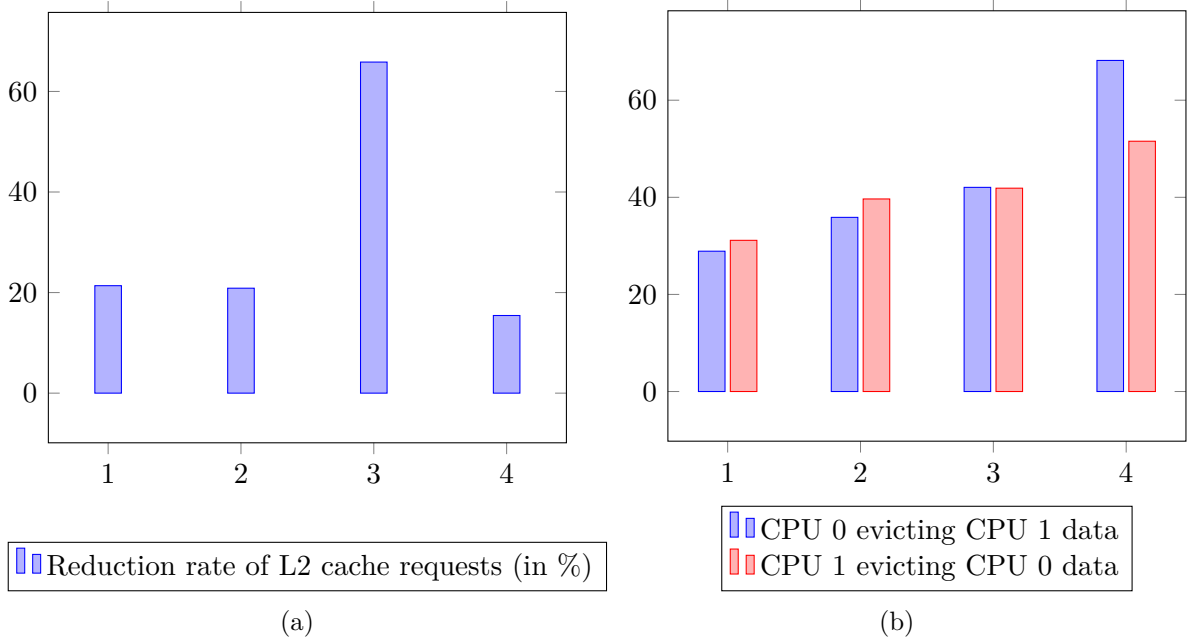 60
40
20
0
1 2 3 4
Reduction rate of L2 cache requests (in %)
(a)
60
40
20
0
1 2 3 4
CPU 0 evicting CPU 1 data
CPU 1 evicting CPU 0 data
(b)